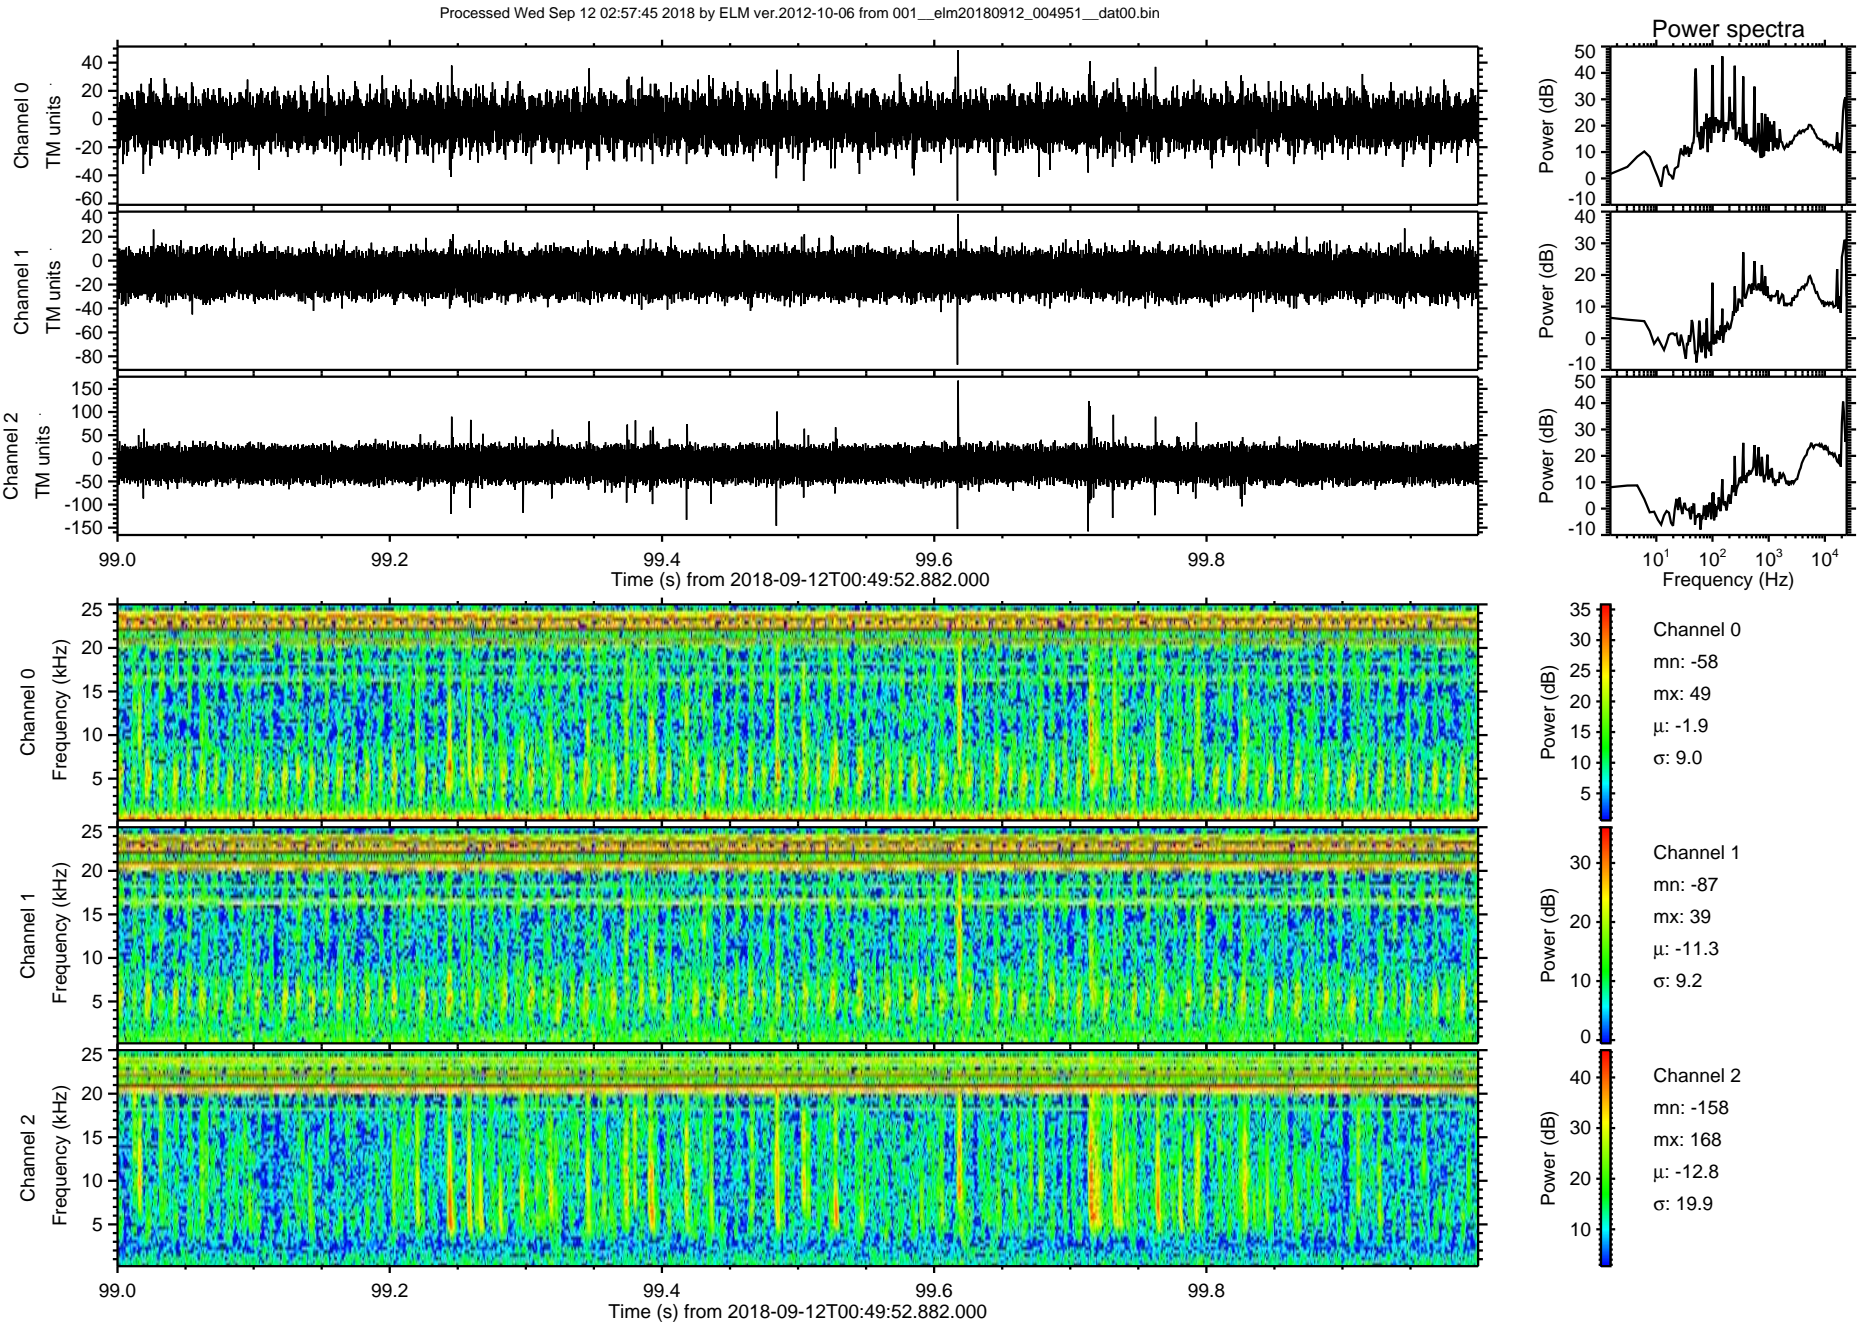 Processed Wed Sep 12 02:57:45 2018 by ELM ver.2012-10-06 from 001__elm20180912_004951__dat00.bin
Power spectra
Channel 0
TM units
40
20
0
-20
-40
-60
Power (dB)
50
40
30
20
10
0
-10
Channel 1
TM units
40
20
0
-20
-40
-60
-80
Power (dB)
40
30
20
10
0
-10
Channel 2
TM units
150
100
50
0
-50
-100
-150
Power (dB)
50
40
30
20
10
0
-10
99.0 99.2 99.4 99.6 99.8
Time (s) from 2018-09-12T00:49:52.882.000
10¹ 10² 10³ 10⁴
Frequency (Hz)
Channel 0
Frequency (kHz)
25
20
15
10
5
Power (dB)
35
30
25
20
15
10
5
Channel 0
mn: -58
mx: 49
μ: -1.9
σ: 9.0
Channel 1
Frequency (kHz)
25
20
15
10
5
Power (dB)
30
20
10
0
Channel 1
mn: -87
mx: 39
μ: -11.3
σ: 9.2
Channel 2
Frequency (kHz)
25
20
15
10
5
Power (dB)
40
30
20
10
Channel 2
mn: -158
mx: 168
μ: -12.8
σ: 19.9
99.0 99.2 99.4 99.6 99.8
Time (s) from 2018-09-12T00:49:52.882.000